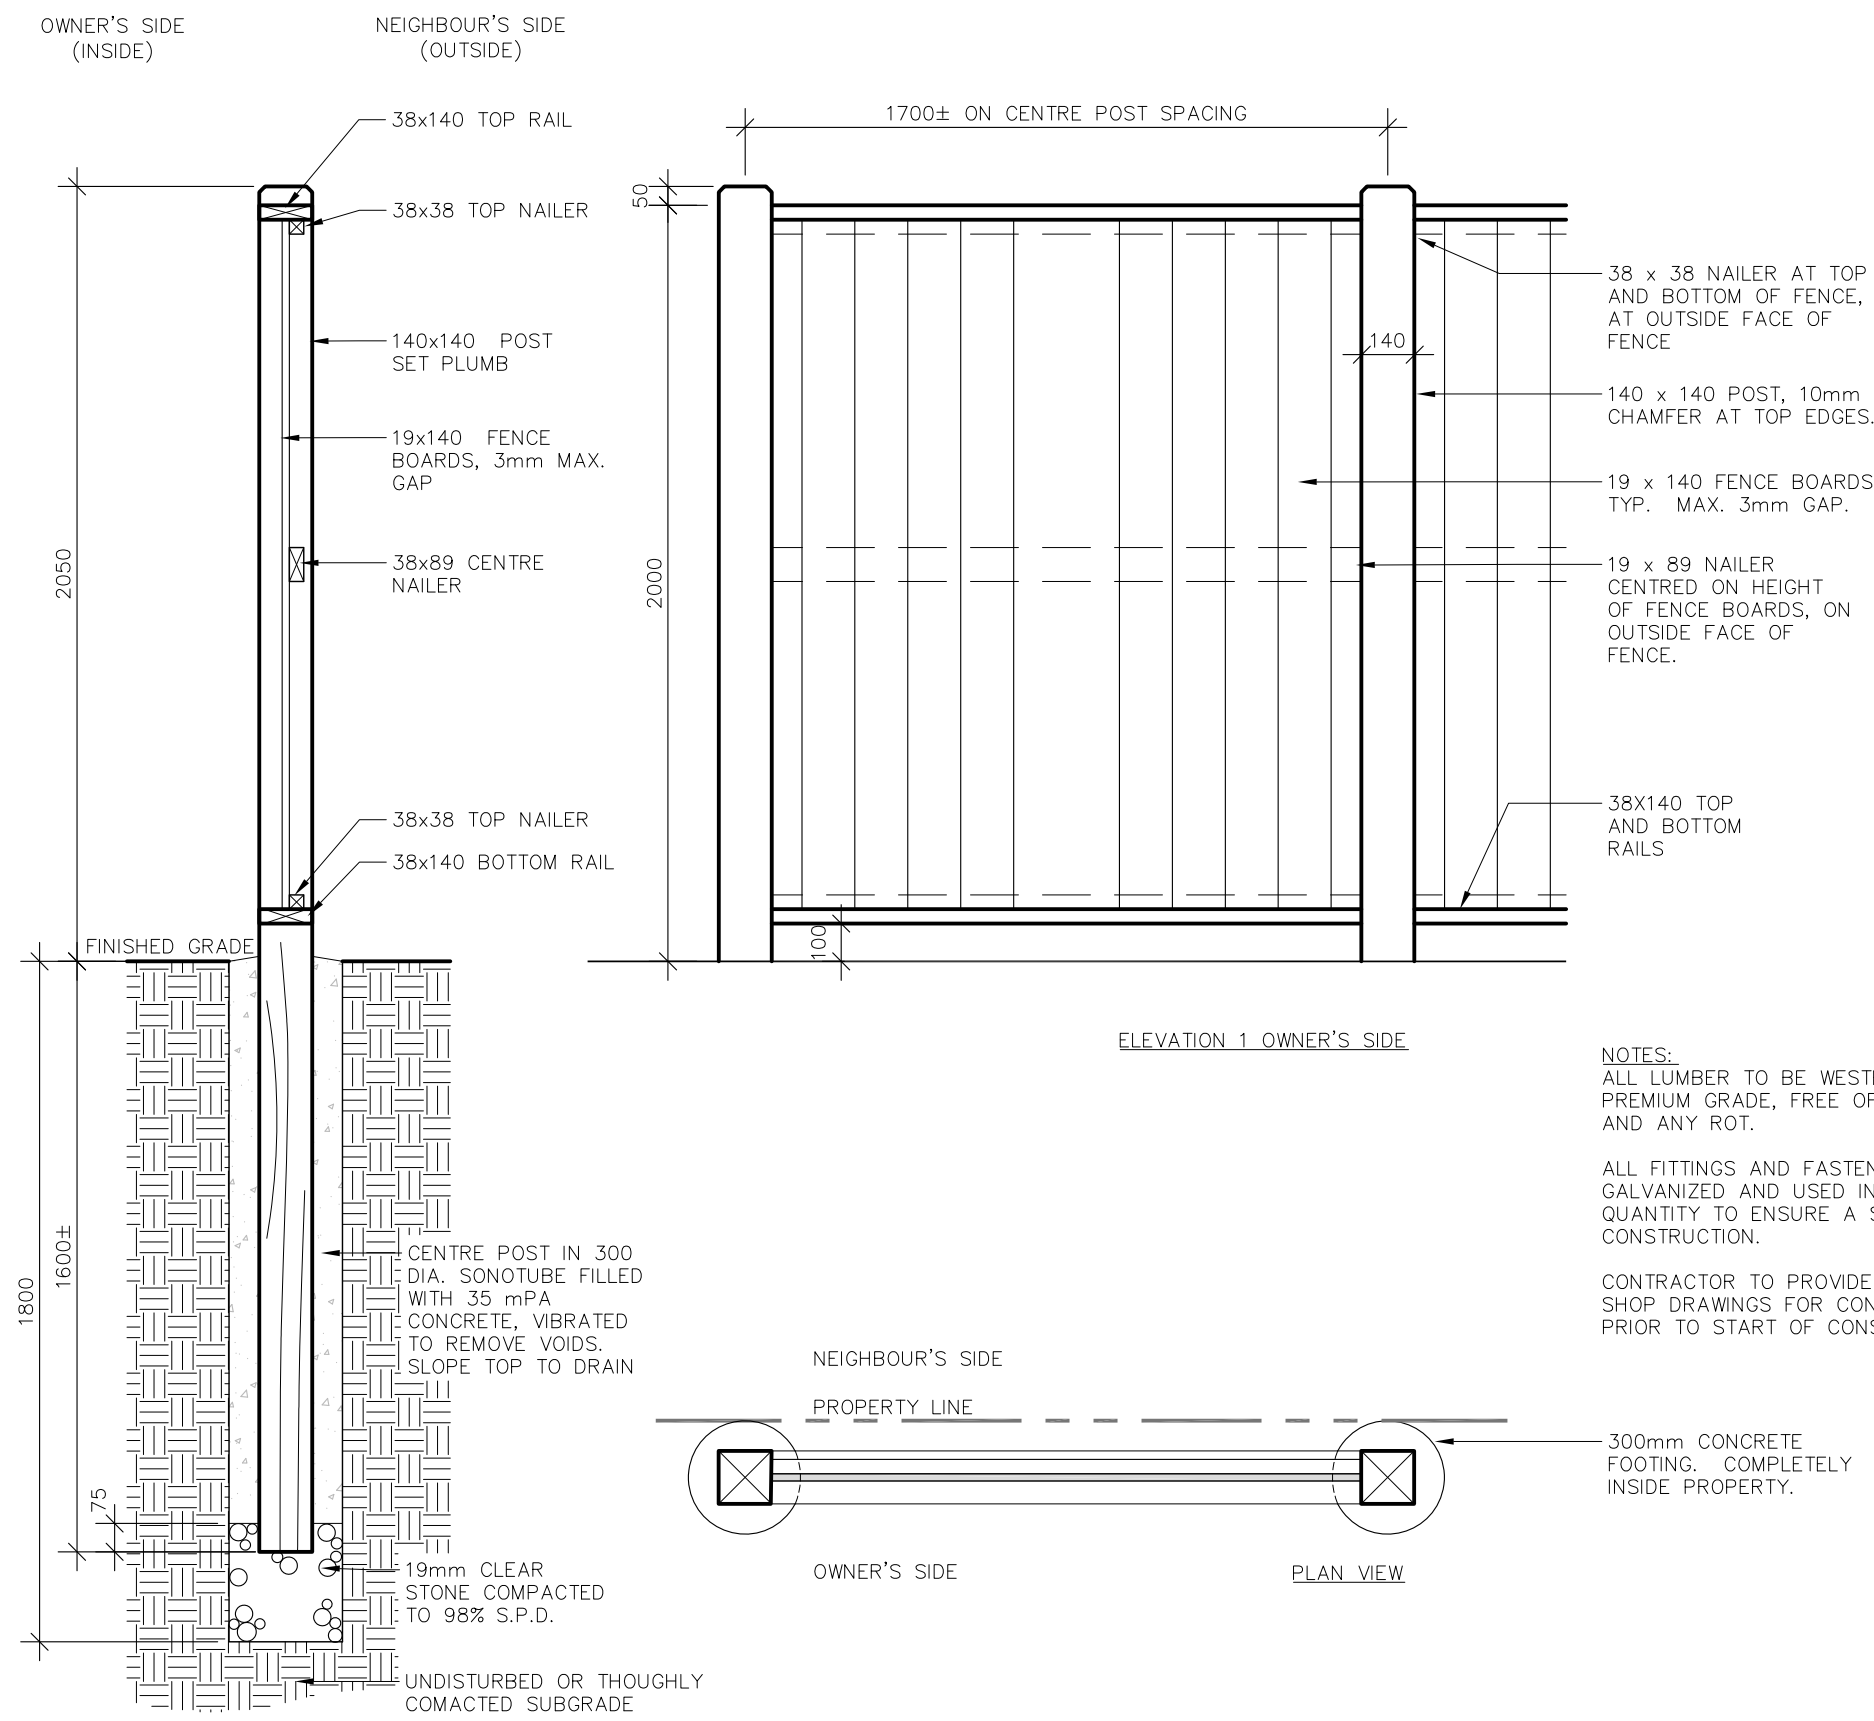 OWNER'S SIDE
(INSIDE)
NEIGHBOUR'S SIDE
(OUTSIDE)
38x140 TOP RAIL
38x38 TOP NAILER
140x140 POST
SET PLUMB
19x140 FENCE
BOARDS, 3mm MAX.
GAP
38x89 CENTRE
NAILER
38x38 TOP NAILER
38x140 BOTTOM RAIL
2050
FINISHED GRADE
1600±
1800
75
CENTRE POST IN 300
DIA. SONOTUBE FILLED
WITH 35 mPA
CONCRETE, VIBRATED
TO REMOVE VOIDS.
SLOPE TOP TO DRAIN
19mm CLEAR
STONE COMPACTED
TO 98% S.P.D.
UNDISTURBED OR THOUGHLY
COMACTED SUBGRADE
1700± ON CENTRE POST SPACING
50
2000
140
100
38 x 38 NAILER AT TOP
AND BOTTOM OF FENCE,
AT OUTSIDE FACE OF
FENCE
140 x 140 POST, 10mm
CHAMFER AT TOP EDGES.
19 x 140 FENCE BOARDS
TYP. MAX. 3mm GAP.
19 x 89 NAILER
CENTRED ON HEIGHT
OF FENCE BOARDS, ON
OUTSIDE FACE OF
FENCE.
38X140 TOP
AND BOTTOM
RAILS
ELEVATION 1 OWNER'S SIDE
NOTES:
ALL LUMBER TO BE
PREMIUM GRADE, FREE OF
AND ANY ROT.
ALL FITTINGS AND
GALVANIZED AND USED IN
QUANTITY TO ENSURE A
CONSTRUCTION.
CONTRACTOR TO PROVIDE
SHOP DRAWINGS FOR
PRIOR TO START OF
NEIGHBOUR'S SIDE
PROPERTY LINE
OWNER'S SIDE
PLAN VIEW
300mm CONCRETE
FOOTING. COMPLETELY
INSIDE PROPERTY.